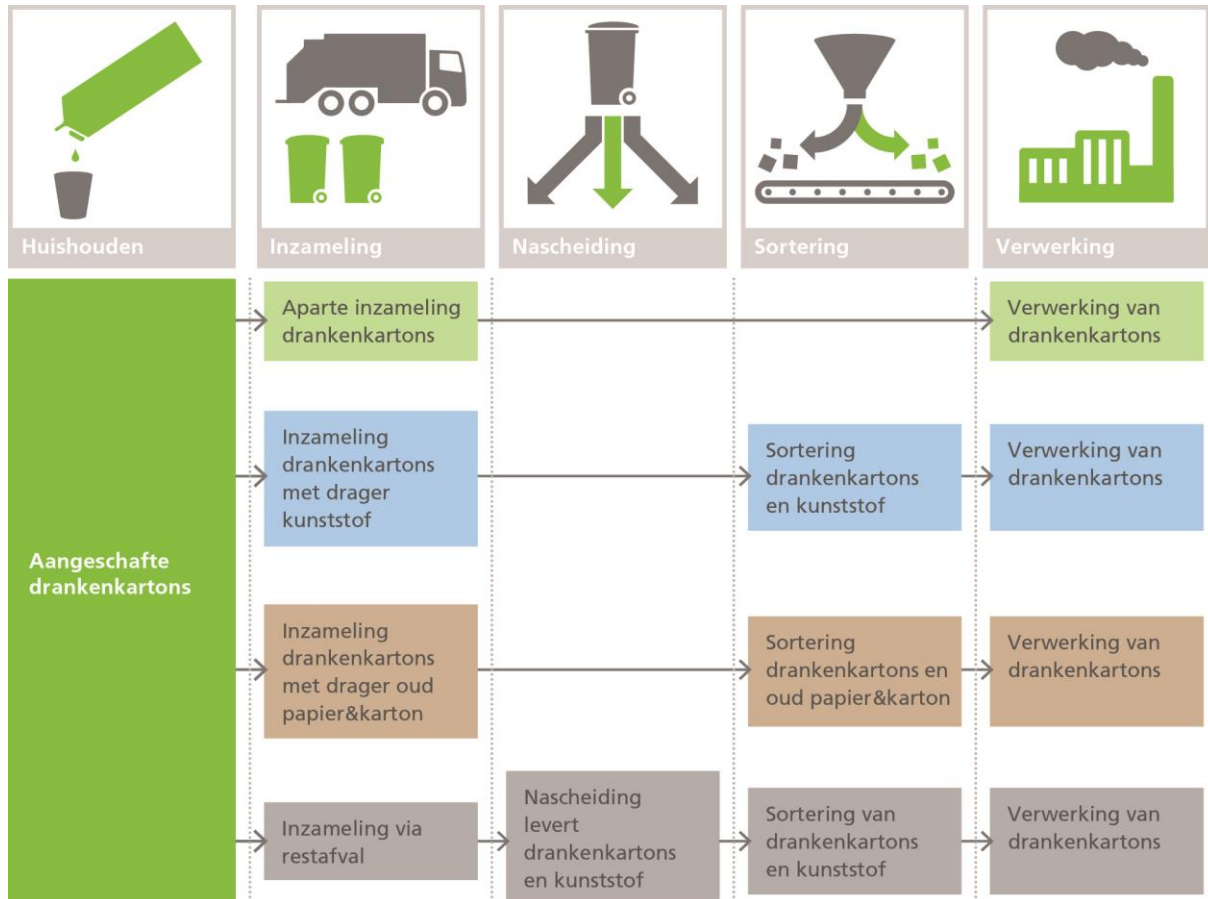 Huishouden
Inzameling
Nascheiding
Sortering
Verwerking
Aangeschafte
drankenkartons
Aparte inzameling
drankenkartons
Verwerking van
drankenkartons
Inzameling
drankenkartons
met drager
kunststof
Sortering
drankenkartons
en kunststof
Verwerking van
drankenkartons
Inzameling
drankenkartons
met drager oud
papier&karton
Sortering
drankenkartons en
oud papier&karton
Verwerking van
drankenkartons
Inzameling via
restafval
Nascheiding
levert
drankenkartons
en kunststof
Sortering van
drankenkartons
en kunststof
Verwerking van
drankenkartons